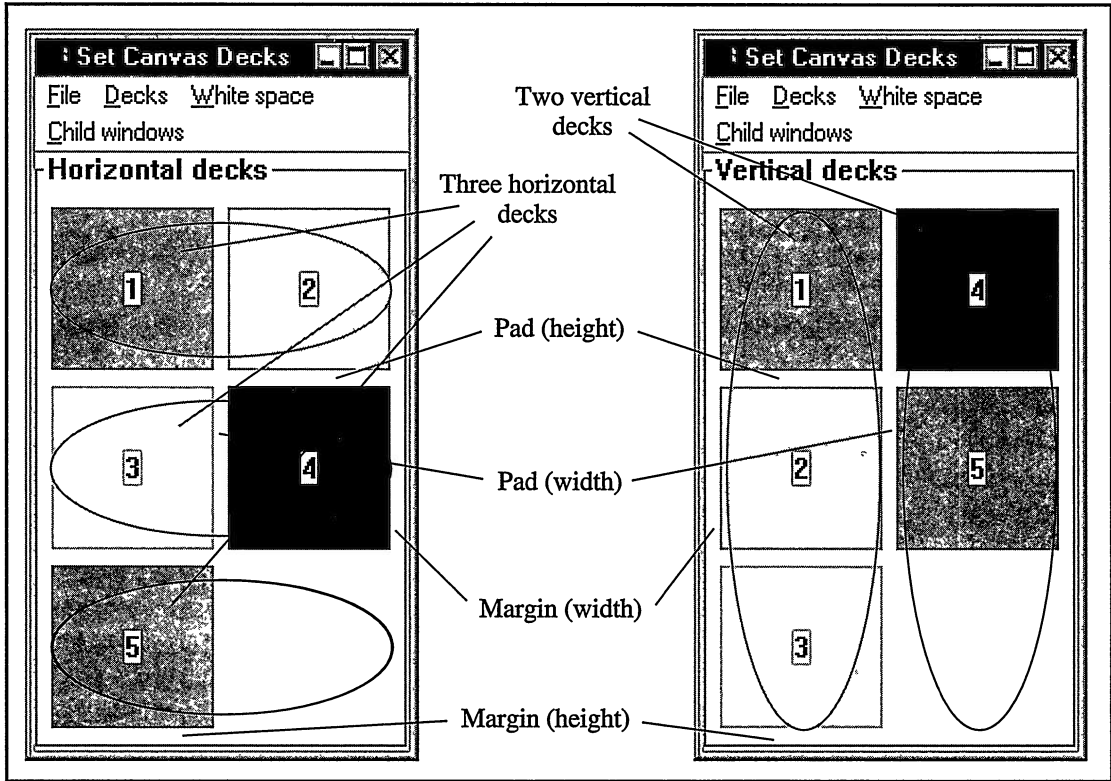 Set Canvas Decks
File Decks White space
Child windows
Horizontal decks
1
2
3
4
5
Two vertical
decks
Three horizontal
decks
Pad (height)
Pad (width)
Margin (width)
Margin (height)
Set Canvas Decks
File Decks White space
Child windows
Vertical decks
1
4
2
5
3